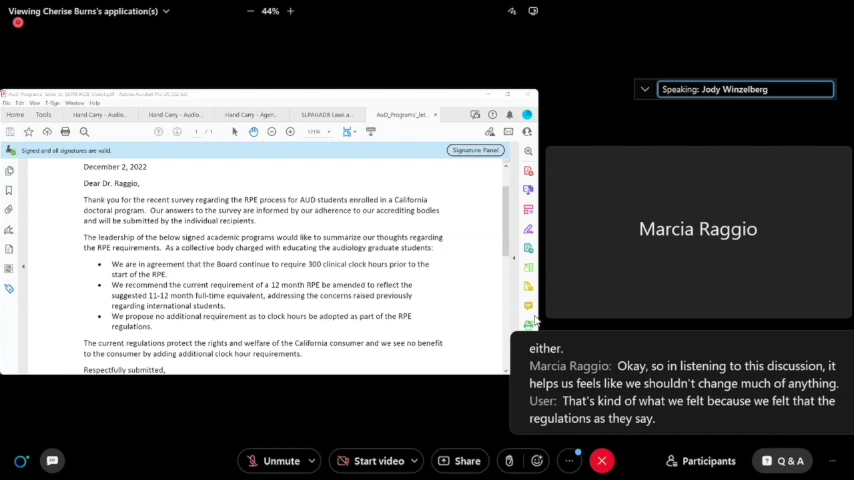 Viewing Cherise Burns's application(s)
44%
Speaking: Jody Winzelberg
File Edit View E-Sign Window Help
Home Tools Hand Carry - Audio... Hand Carry - Audio... Hand Carry - Agen... SLPAHADB Laws a... AuD_Programs'_let... ×
1 / 1 121%
Signed and all signatures are valid.
Signature Panel
December 2, 2022
Dear Dr. Raggio,
Thank you for the recent survey regarding the RPE process for AUD students enrolled in a California
doctoral program. Our answers to the survey are informed by our adherence to our accrediting bodies
and will be submitted by the individual recipients.
The leadership of the below signed academic programs would like to summarize our thoughts regarding
the RPE requirements. As a collective body charged with educating the audiology graduate students:
• We are in agreement that the Board continue to require 300 clinical clock hours prior to the
start of the RPE.
• We recommend the current requirement of a 12 month RPE be amended to reflect the
suggested 11-12 month full-time equivalent, addressing the concerns raised previously
regarding international students.
• We propose no additional requirement as to clock hours be adopted as part of the RPE
regulations.
The current regulations protect the rights and welfare of the California consumer and we see no benefit
to the consumer by adding additional clock hour requirements.
Respectfully submitted,
Marcia Raggio
either.
Marcia Raggio: Okay, so in listening to this discussion, it
helps us feels like we shouldn't change much of anything.
User: That's kind of what we felt because we felt that the
regulations as they say.
Unmute
Start video
Share
Participants
Q & A